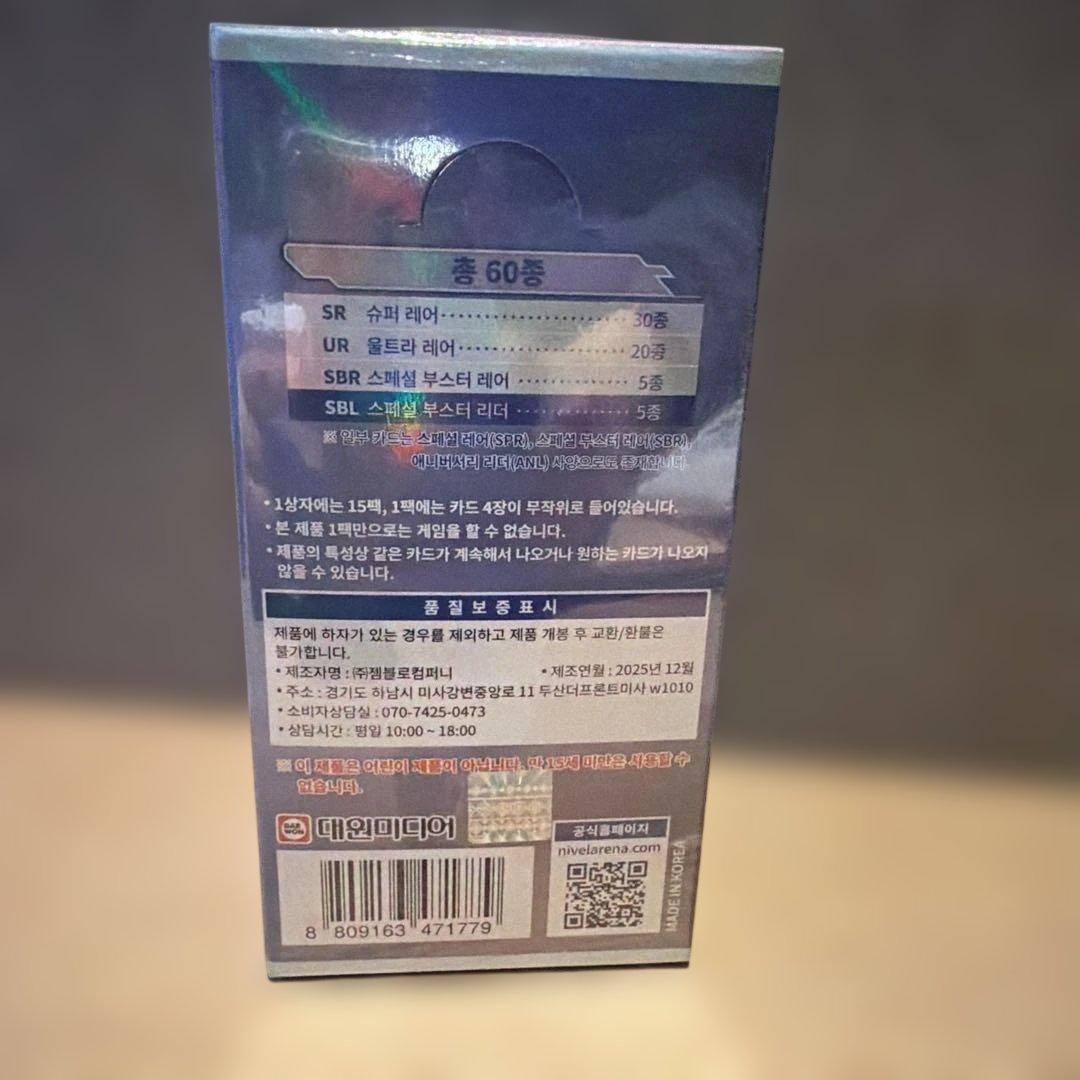 총 60종
SR 슈퍼 레어 30종
UR 울트라 레어 20종
SBR 스페셜 부스터 레어 5종
SBL 스페셜 부스터 리더 5종
※ 일부 카드는 스페셜 레어(SPR), 스페셜 부스터 레어(SBR),
애니버서리 리더(ANL) 사양으로도 존재합니다.
• 1상자에는 15팩, 1팩에는 카드 4장이 무작위로 들어있습니다.
• 본 제품 1팩만으로는 게임을 할 수 없습니다.
• 제품의 특성상 같은 카드가 계속해서 나오거나 원하는 카드가 나오지
않을 수 있습니다.
품질보증표시
제품에 하자가 있는 경우를 제외하고 제품 개봉 후 교환/환불은
불가합니다.
• 제조자명 : ㈜젬블로컴퍼니 • 제조연월 : 2025년 12월
• 주소 : 경기도 하남시 미사강변중앙로 11 두산더프론트미사 w1010
• 소비자상담실 : 070-7425-0473
• 상담시간 : 평일 10:00 ~ 18:00
※ 이 제품은 어린이 제품이 아닙니다. 만 15세 미만은 사용할 수
없습니다.
DAE WON 대원미디어
공식홈페이지
nivelarena.com
MADE IN KOREA
8 809163 471779